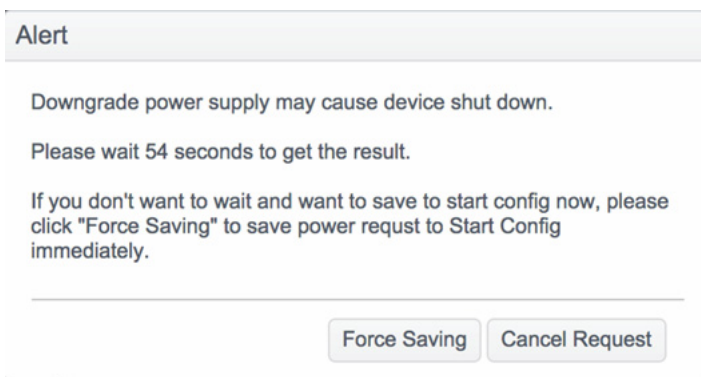 Alert
Downgrade power supply may cause device shut down.
Please wait 54 seconds to get the result.
If you don't want to wait and want to save to start config now, please
click "Force Saving" to save power requst to Start Config
immediately.
Force Saving
Cancel Request